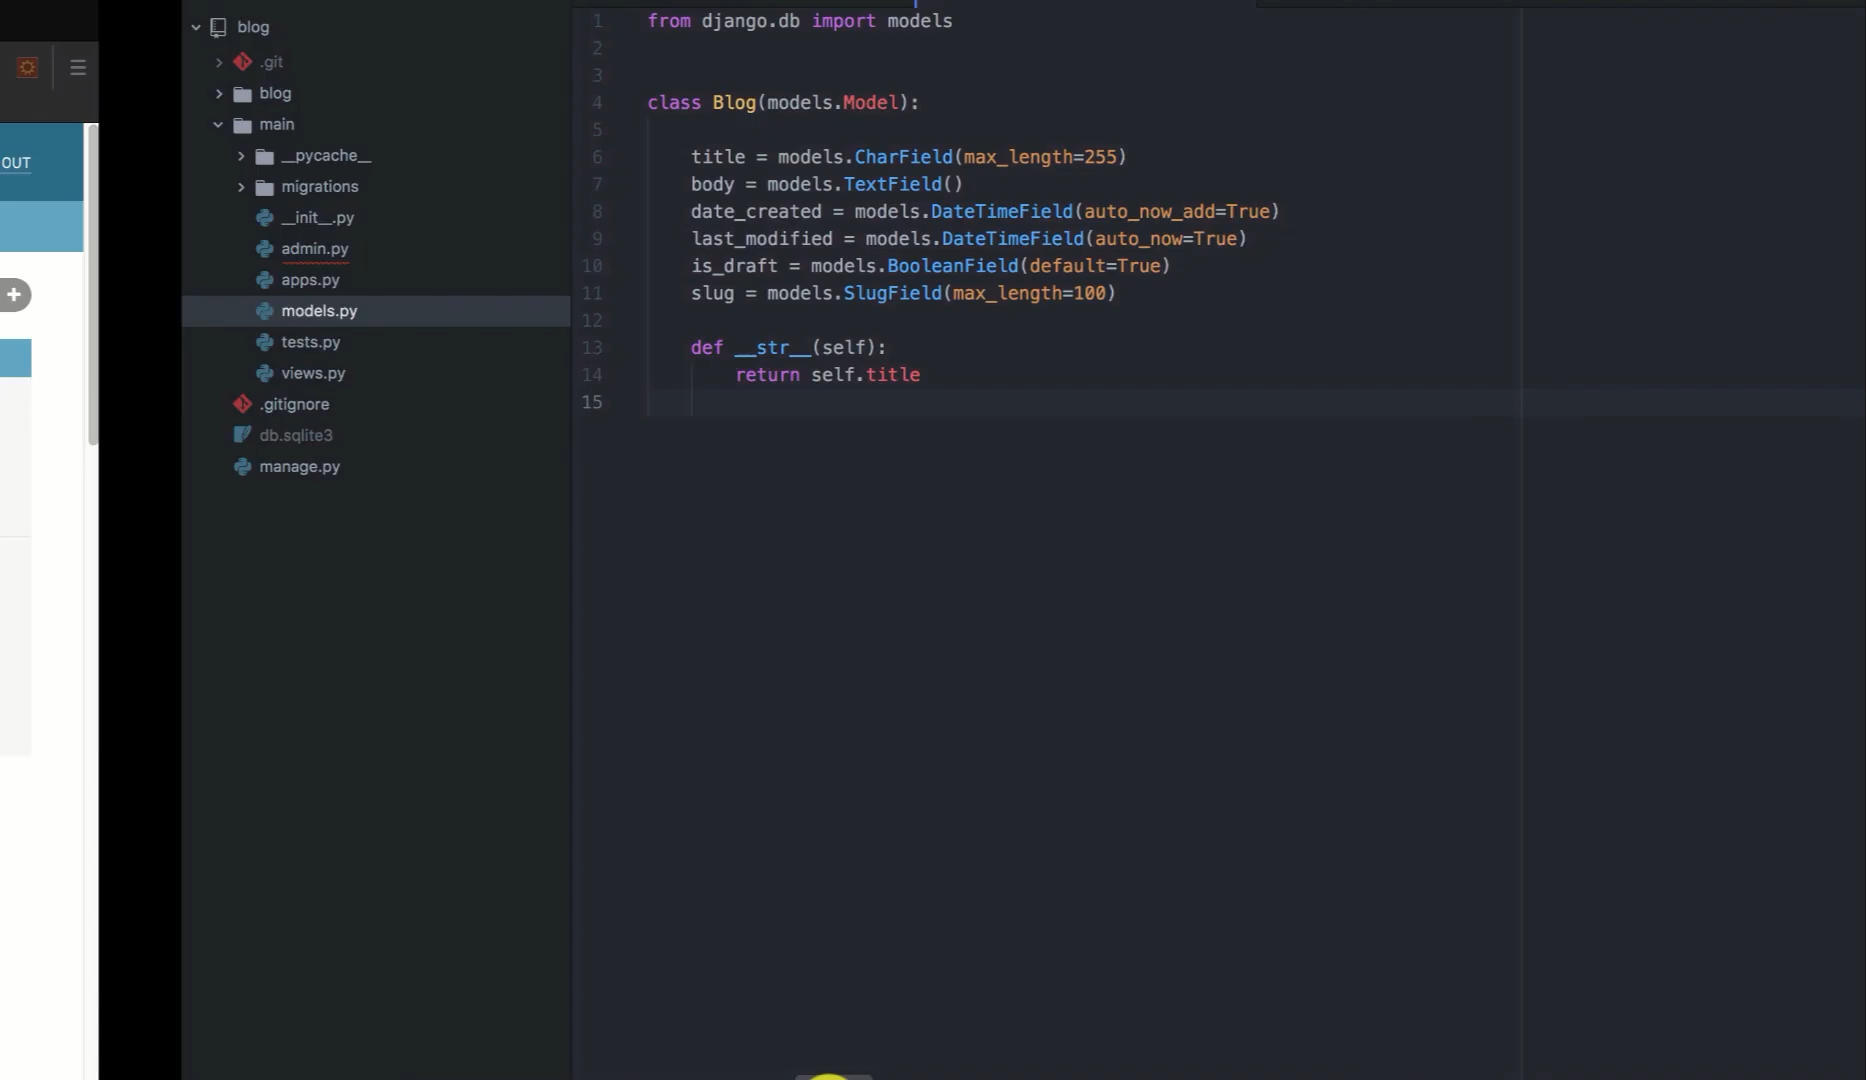 OUT
blog
.git
blog
main
__pycache__
migrations
__init__.py
admin.py
apps.py
models.py
tests.py
views.py
.gitignore
db.sqlite3
manage.py
1 from django.db import models
2
3
4 class Blog(models.Model):
5
6 title = models.CharField(max_length=255)
7 body = models.TextField()
8 date_created = models.DateTimeField(auto_now_add=True)
9 last_modified = models.DateTimeField(auto_now=True)
10 is_draft = models.BooleanField(default=True)
11 slug = models.SlugField(max_length=100)
12
13 def __str__(self):
14 return self.title
15